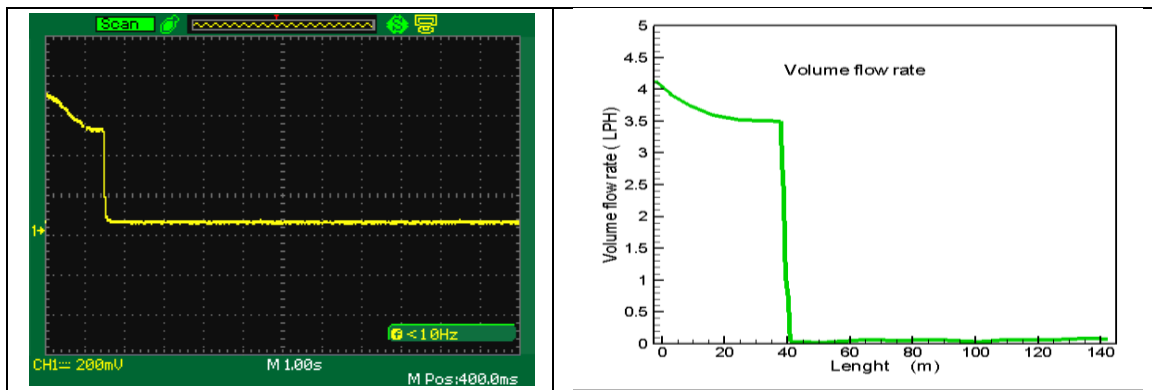 Scan
T
S
1
f <10Hz
CH1 200mV
M 1.00s
M Pos:400.0ms
Volume flow rate
Volume flow rate ( LPH)
5
4.5
4
3.5
3
2.5
2
1.5
1
0.5
0
0 20 40 60 80 100 120 140
Lenght (m)